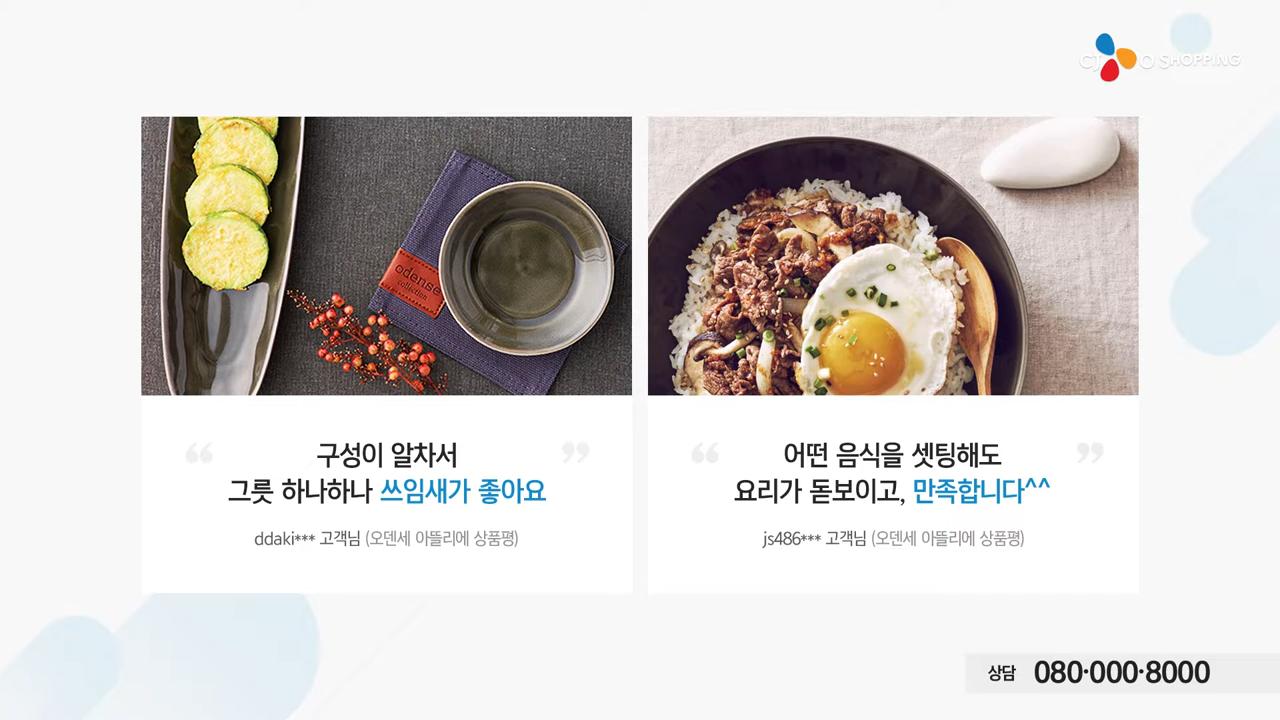 CJ O SHOPPING
odense
collection
“ 구성이 알차서 ”
그릇 하나하나 쓰임새가 좋아요
ddaki*** 고객님 (오덴세 아뜰리에 상품평)
“ 어떤 음식을 셋팅해도 ”
요리가 돋보이고, 만족합니다^^
js486*** 고객님 (오덴세 아뜰리에 상품평)
상담 080·000·8000